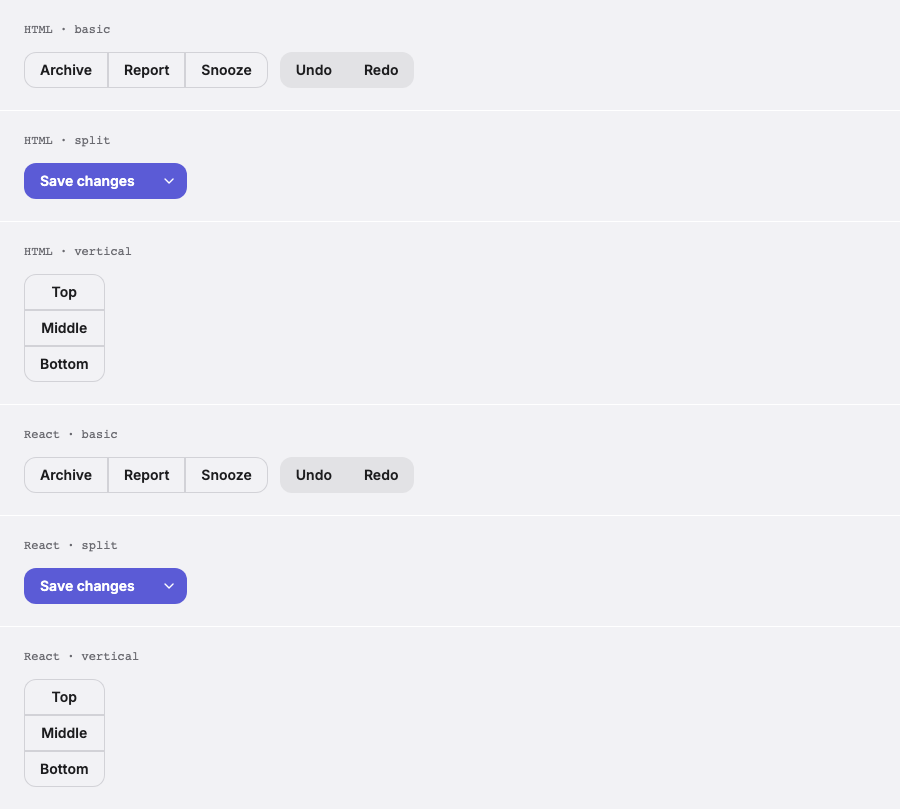 HTML · basic
Archive Report Snooze Undo Redo
HTML · split
Save changes
HTML · vertical
Top
Middle
Bottom
React · basic
Archive Report Snooze Undo Redo
React · split
Save changes
React · vertical
Top
Middle
Bottom